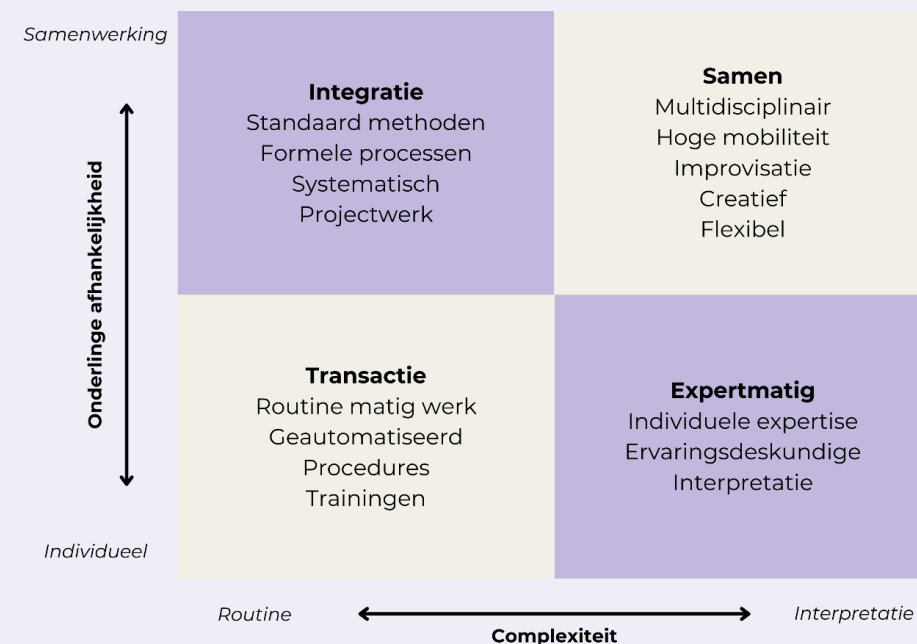 Samenwerking
Integratie
Standaard methoden
Formele processen
Systematisch
Projectwerk
Samen
Multidisciplinair
Hoge mobiliteit
Improvisatie
Creatief
Flexibel
Onderlinge afhankelijkheid
Transactie
Routine matig werk
Geautomatiseerd
Procedures
Trainingen
Expertmatig
Individuele expertise
Ervaringsdeskundige
Interpretatie
Individueel
Routine
Interpretatie
Complexiteit